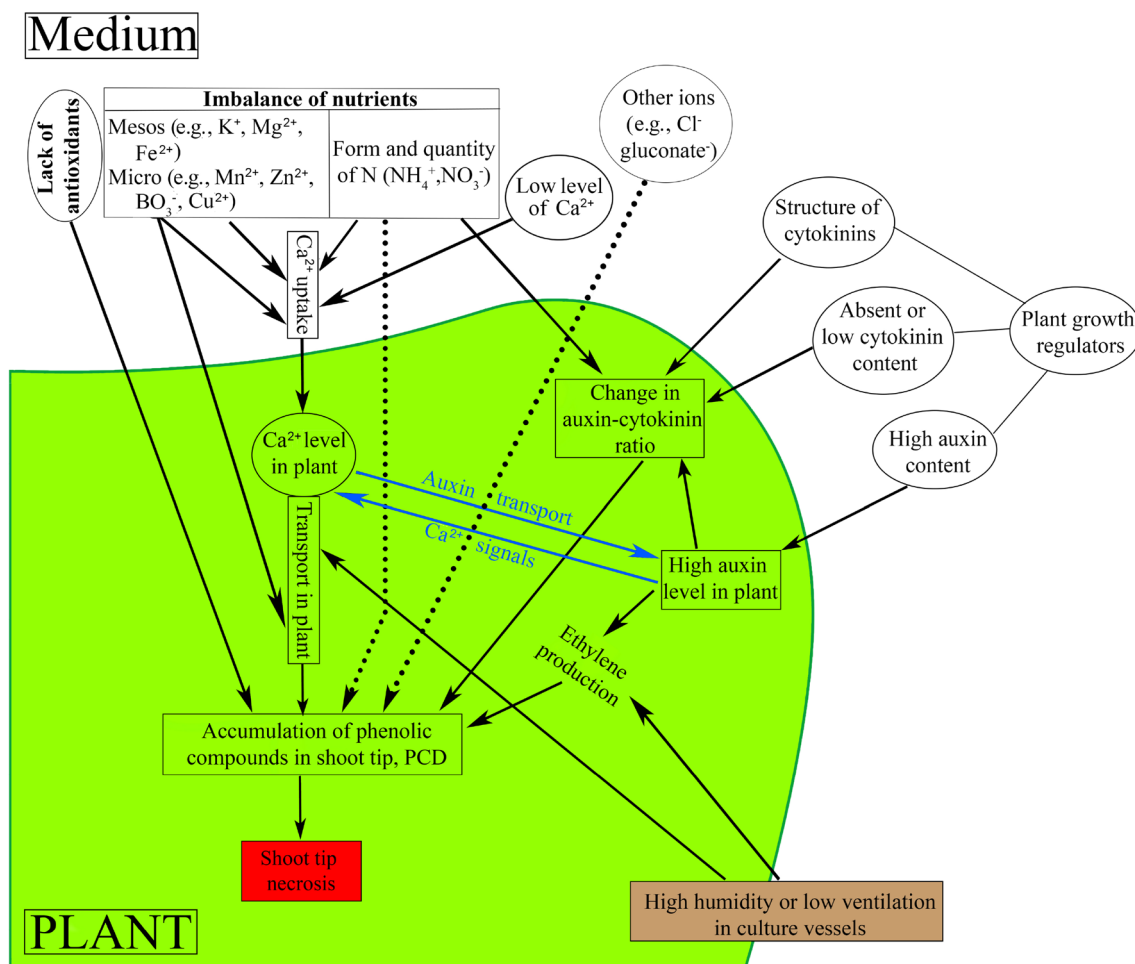 Medium
Lack of
antioxidants
Imbalance of nutrients
Mesos (e.g., K⁺, Mg²⁺,
Fe²⁺)
Micro (e.g., Mn²⁺, Zn²⁺,
BO₃⁻, Cu²⁺)
Form and quantity
of N (NH₄⁺,NO₃⁻)
Other ions
(e.g., Cl⁻
gluconate⁻)
Low level
of Ca²⁺
Structure of
cytokinins
Absent or
low cytokinin
content
Plant growth
regulators
High auxin
content
Ca²⁺ uptake
Change in
auxin-cytokinin
ratio
Ca²⁺ level
in plant
Auxin transport
Ca²⁺ signals
Transport in plant
High auxin
level in plant
Ethylene
production
Accumulation of phenolic
compounds in shoot tip, PCD
Shoot tip
necrosis
High humidity or low ventilation
in culture vessels
PLANT